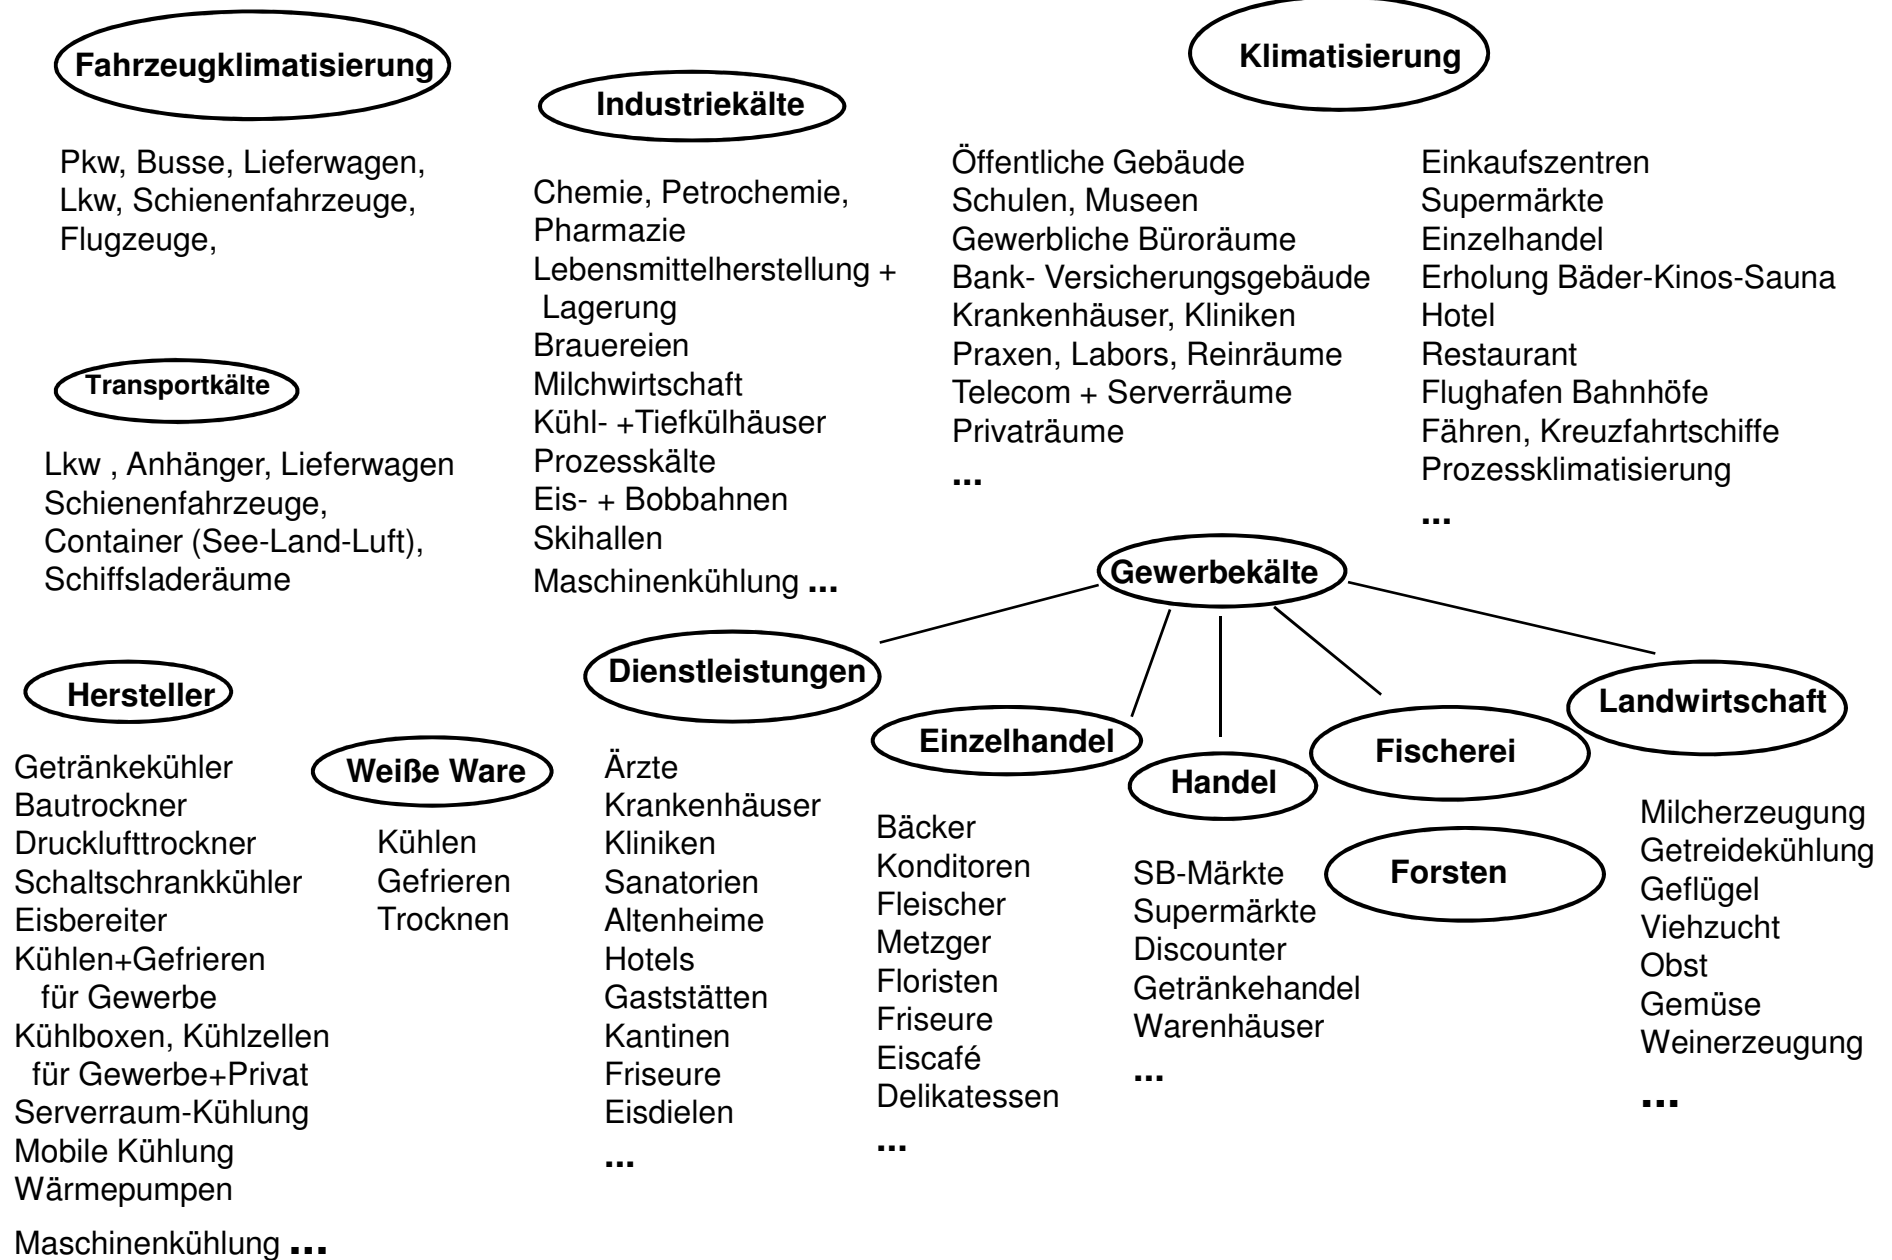 Fahrzeugklimatisierung
Pkw, Busse, Lieferwagen,
Lkw, Schienenfahrzeuge,
Flugzeuge,
Transportkälte
Lkw , Anhänger, Lieferwagen
Schienenfahrzeuge,
Container (See-Land-Luft),
Schiffsladeräume
Industriekälte
Chemie, Petrochemie,
Pharmazie
Lebensmittelherstellung +
Lagerung
Brauereien
Milchwirtschaft
Kühl- +Tiefkülhäuser
Prozesskälte
Eis- + Bobbahnen
Skihallen
Maschinenkühlung ...
Klimatisierung
Öffentliche Gebäude
Schulen, Museen
Gewerbliche Büroräume
Bank- Versicherungsgebäude
Krankenhäuser, Kliniken
Praxen, Labors, Reinräume
Telecom + Serverräume
Privaträume
...
Einkaufszentren
Supermärkte
Einzelhandel
Erholung Bäder-Kinos-Sauna
Hotel
Restaurant
Flughafen Bahnhöfe
Fähren, Kreuzfahrtschiffe
Prozessklimatisierung
...
Hersteller
Getränkekühler
Bautrockner
Drucklufttrockner
Schaltschrankkühler
Eisbereiter
Kühlen+Gefrieren
für Gewerbe
Kühlboxen, Kühlzellen
für Gewerbe+Privat
Serverraum-Kühlung
Mobile Kühlung
Wärmepumpen
Maschinenkühlung ...
Weiße Ware
Kühlen
Gefrieren
Trocknen
Gewerbekälte
Dienstleistungen
Ärzte
Krankenhäuser
Kliniken
Sanatorien
Altenheime
Hotels
Gaststätten
Kantinen
Friseure
Eisdielen
...
Einzelhandel
Bäcker
Konditoren
Fleischer
Metzger
Floristen
Friseure
Eiscafé
Delikatessen
...
Handel
SB-Märkte
Supermärkte
Discounter
Getränkehandel
Warenhäuser
...
Fischerei
Forsten
Landwirtschaft
Milcherzeugung
Getreidekühlung
Geflügel
Viehzucht
Obst
Gemüse
Weinerzeugung
...